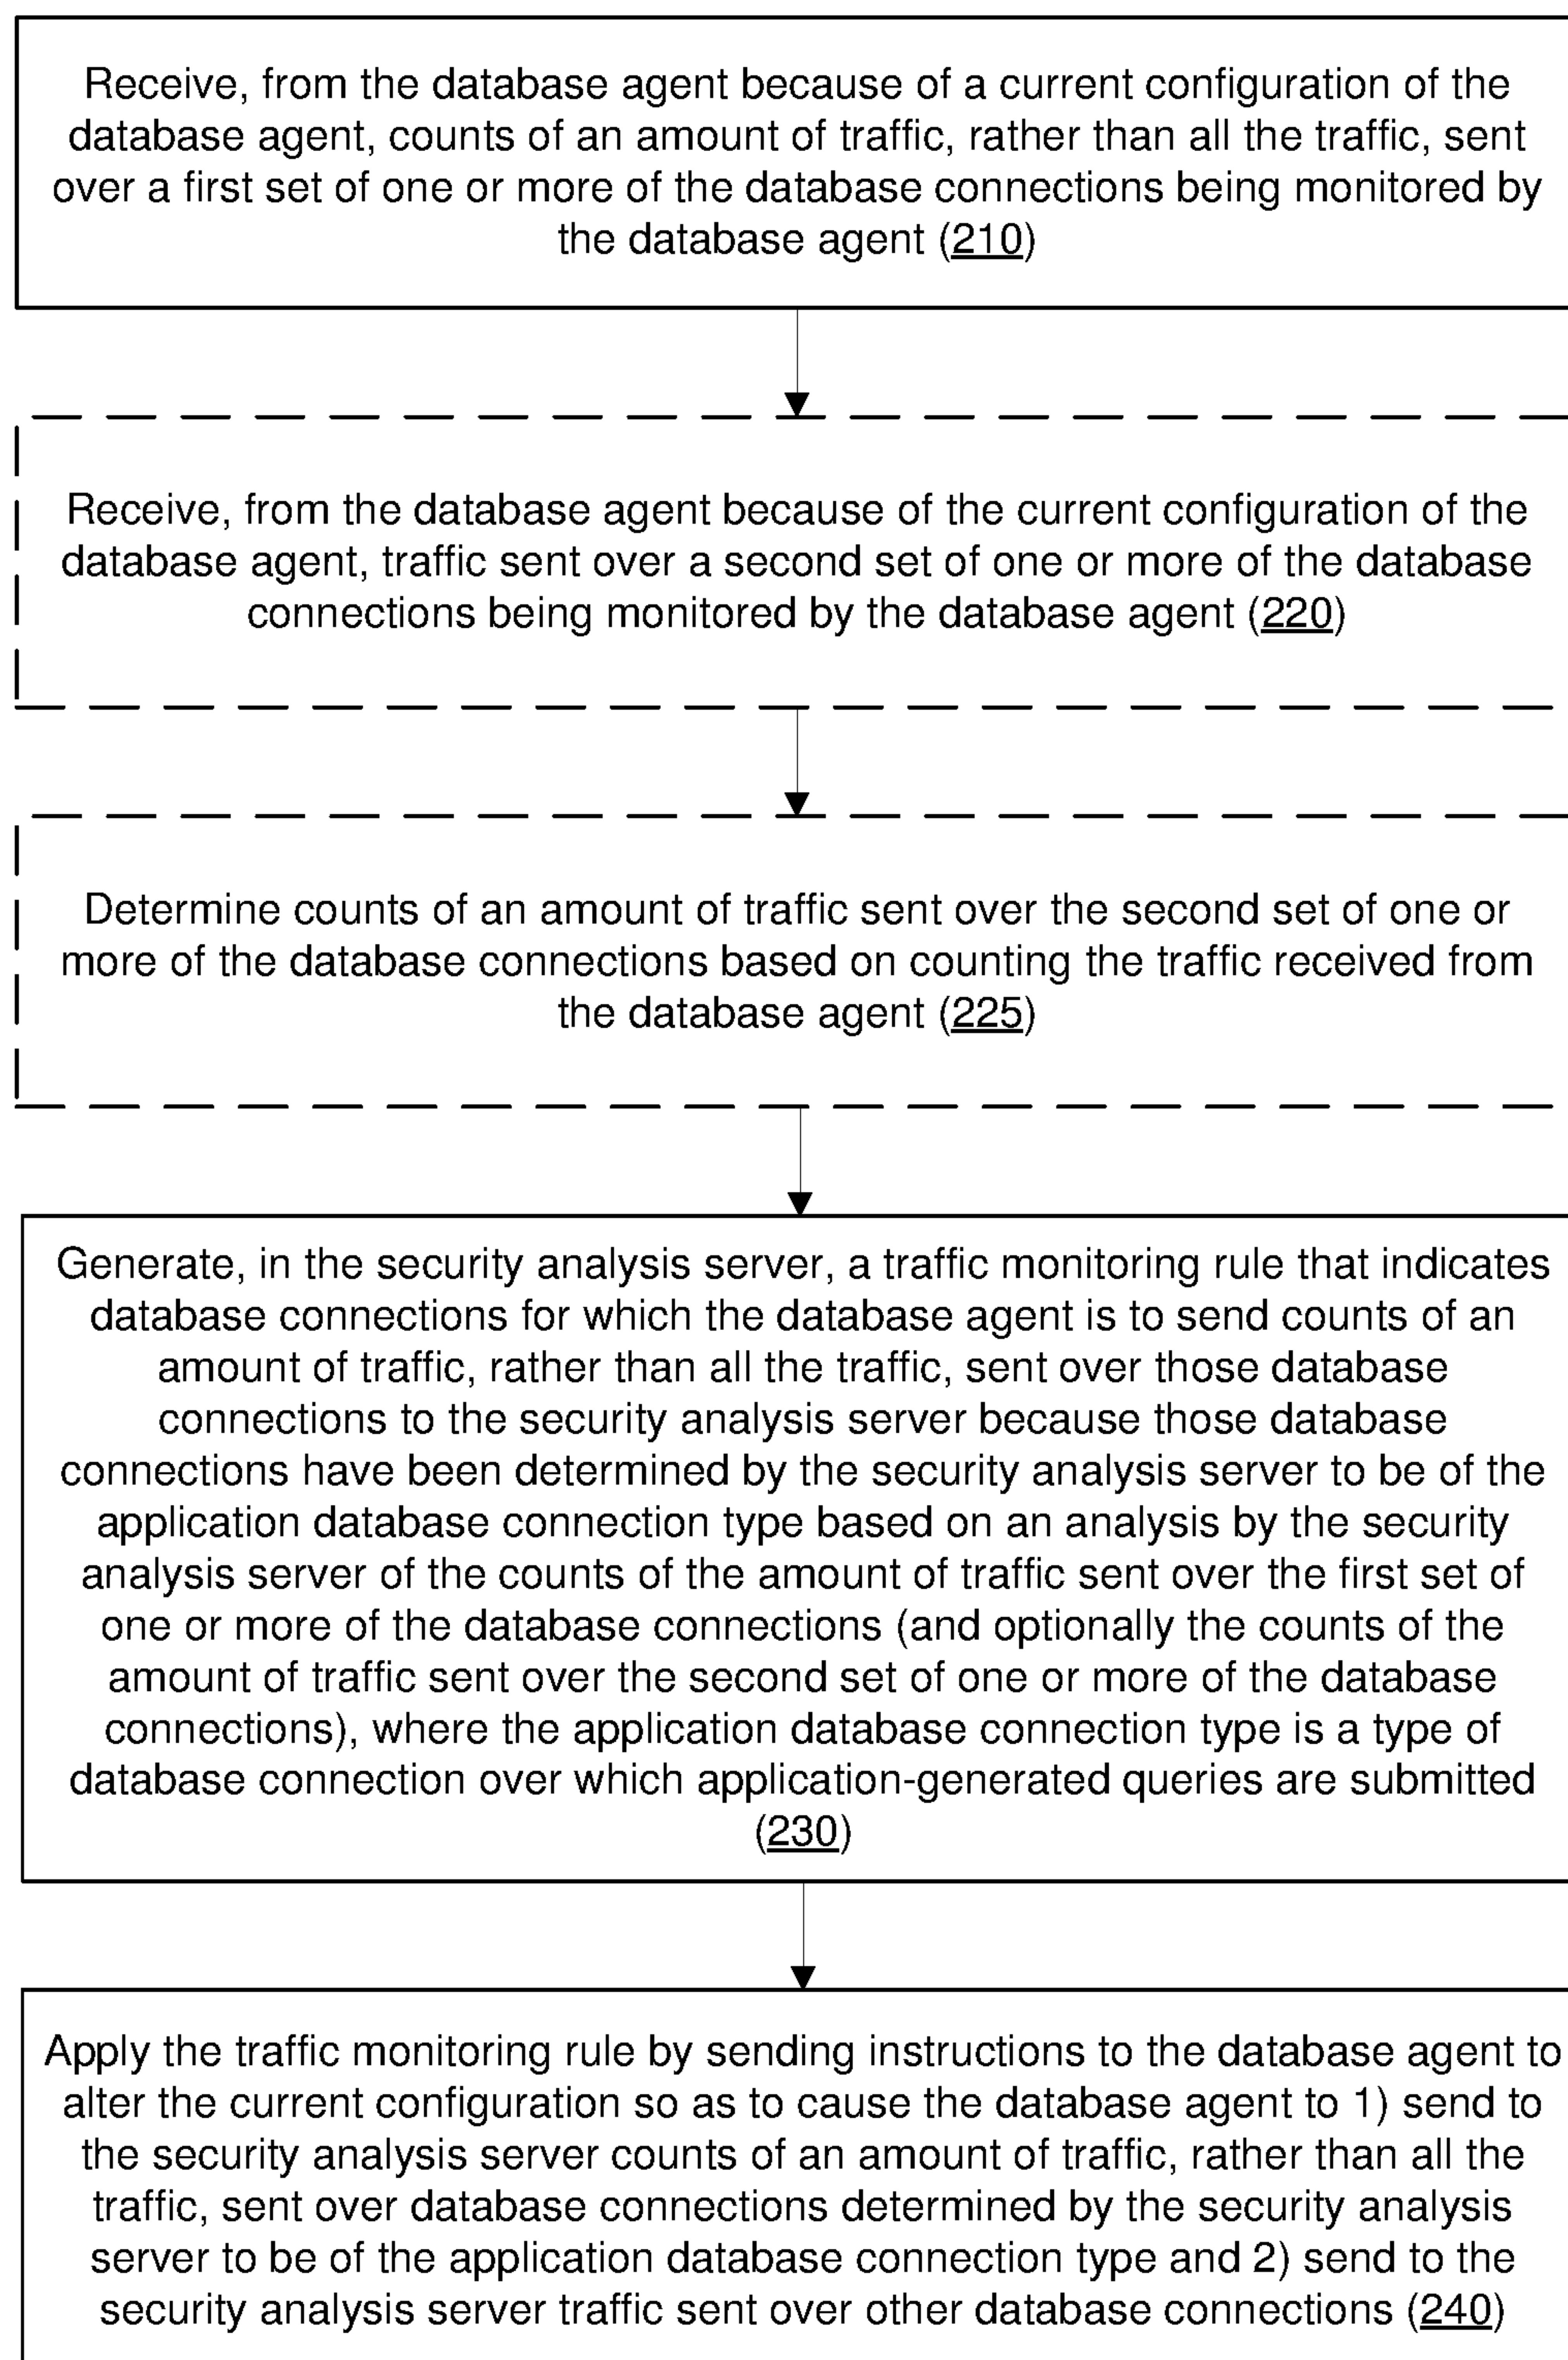 Receive, from the database agent because of a current configuration of the
database agent, counts of an amount of traffic, rather than all the traffic, sent
over a first set of one or more of the database connections being monitored by
the database agent (210)
Receive, from the database agent because of the current configuration of the
database agent, traffic sent over a second set of one or more of the database
connections being monitored by the database agent (220)
Determine counts of an amount of traffic sent over the second set of one or
more of the database connections based on counting the traffic received from
the database agent (225)
Generate, in the security analysis server, a traffic monitoring rule that indicates
database connections for which the database agent is to send counts of an
amount of traffic, rather than all the traffic, sent over those database
connections to the security analysis server because those database
connections have been determined by the security analysis server to be of the
application database connection type based on an analysis by the security
analysis server of the counts of the amount of traffic sent over the first set of
one or more of the database connections (and optionally the counts of the
amount of traffic sent over the second set of one or more of the database
connections), where the application database connection type is a type of
database connection over which application-generated queries are submitted
(230)
Apply the traffic monitoring rule by sending instructions to the database agent to
alter the current configuration so as to cause the database agent to 1) send to
the security analysis server counts of an amount of traffic, rather than all the
traffic, sent over database connections determined by the security analysis
server to be of the application database connection type and 2) send to the
security analysis server traffic sent over other database connections (240)